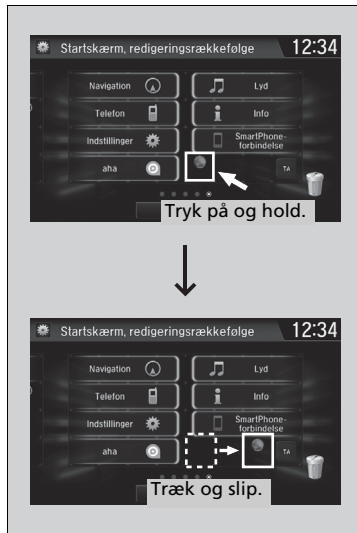 Startskærm, redigeringsrækkefølge 12:34
Navigation
Lyd
Telefon
Info
Indstillinger
SmartPhone-
forbindelse
aha
TA
Tryk på og hold.
Startskærm, redigeringsrækkefølge 12:34
Navigation
Lyd
Telefon
Info
Indstillinger
SmartPhone-
forbindelse
aha
TA
Træk og slip.